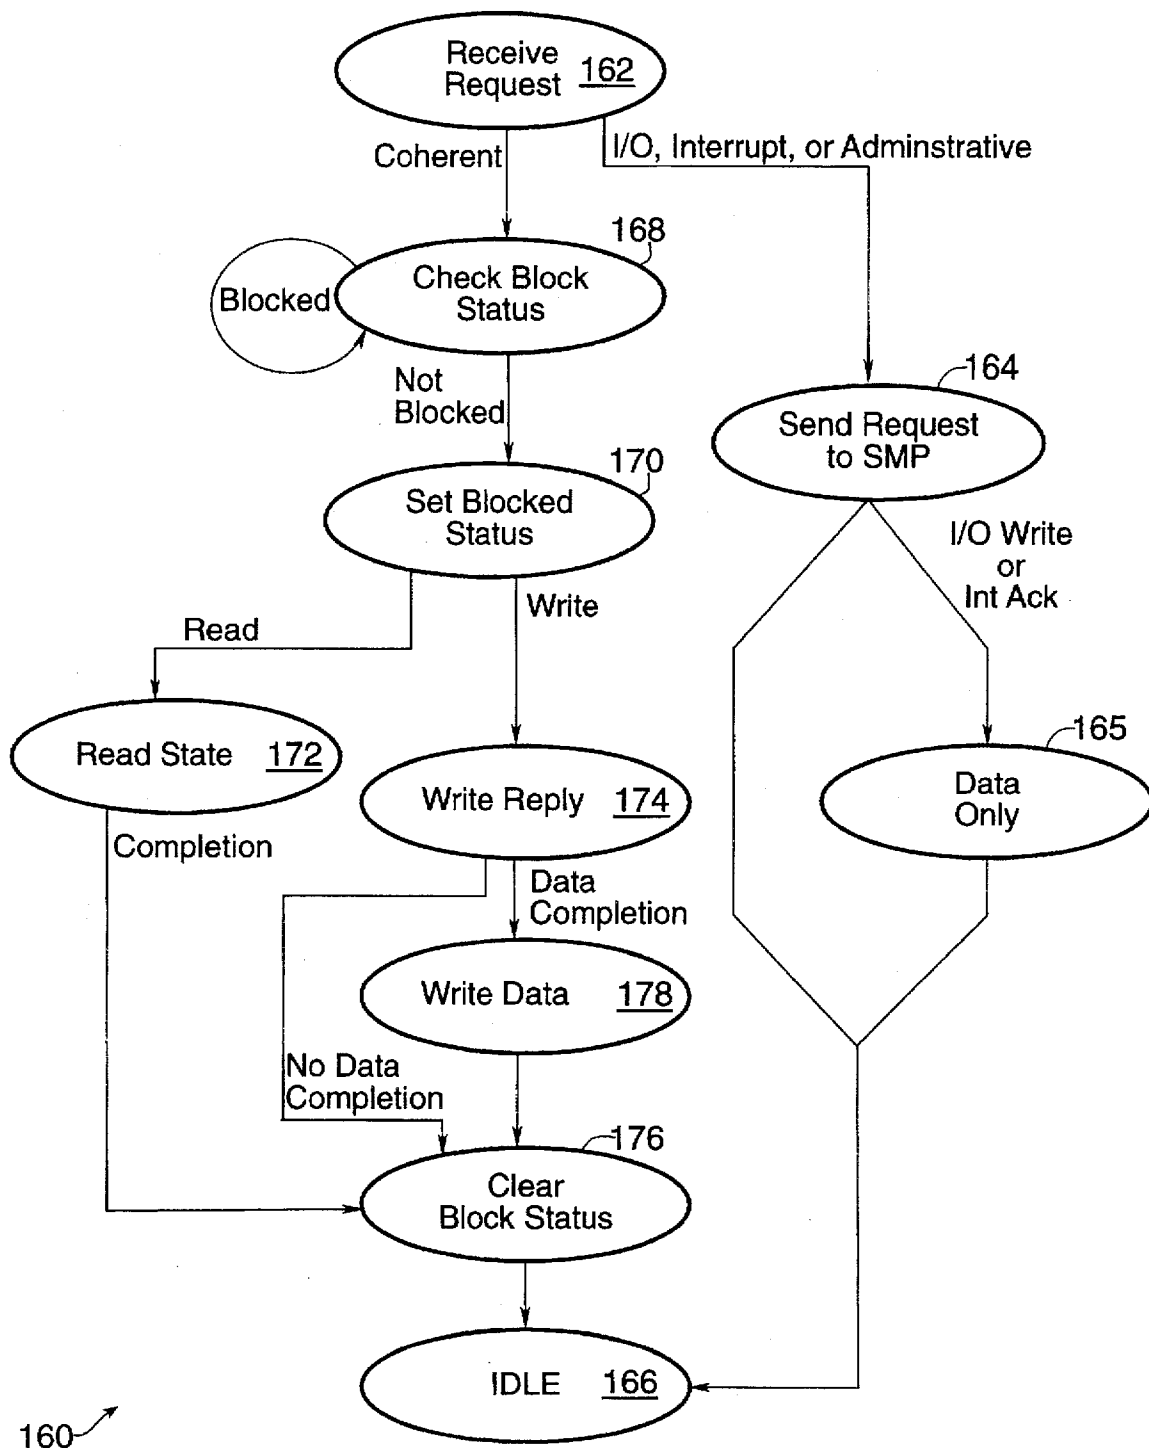 Receive
Request 162
Coherent
I/O, Interrupt, or Adminstrative
168
Check Block
Status
Blocked
Not
Blocked
164
Send Request
to SMP
170
Set Blocked
Status
I/O Write
or
Int Ack
Write
Read
165
Read State 172
Data
Only
Write Reply 174
Completion
Data
Completion
Write Data 178
No Data
Completion
176
Clear
Block Status
IDLE 166
160